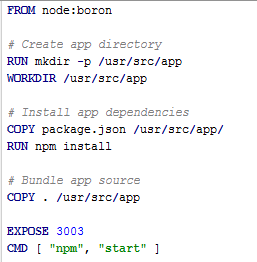 FROM node:boron
# Create app directory
RUN mkdir -p /usr/src/app
WORKDIR /usr/src/app
# Install app dependencies
COPY package.json /usr/src/app/
RUN npm install
# Bundle app source
COPY . /usr/src/app
EXPOSE 3003
CMD [ "npm", "start" ]